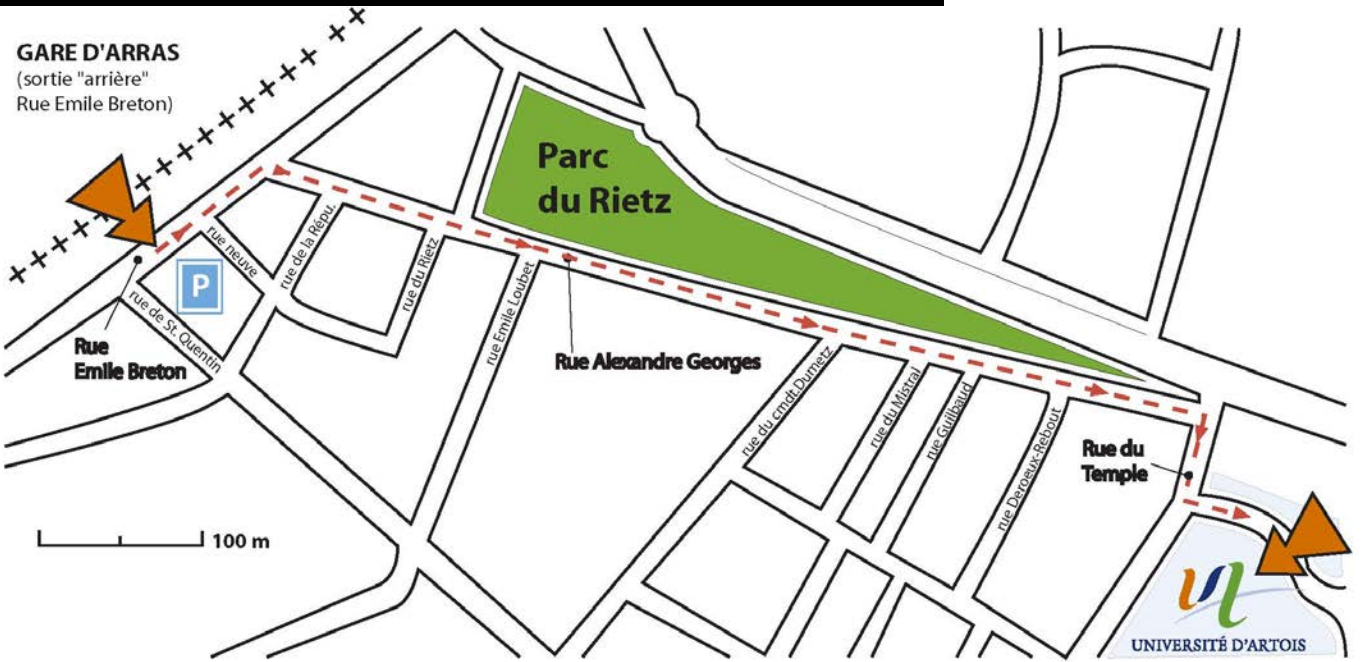 GARE D'ARRAS
(sortie "arrière"
Rue Emile Breton)
Parc
du Rietz
rue neuve
rue de la Répu.
rue du Rietz
P
rue de St. Quentin
Rue
Emile Breton
rue Emile Loubet
Rue Alexandre Georges
rue du cmdt.Dumetz
rue du Mistral
rue Guilbaud
rue Deroeux-Rebout
Rue du
Temple
100 m
UNIVERSITÉ D'ARTOIS